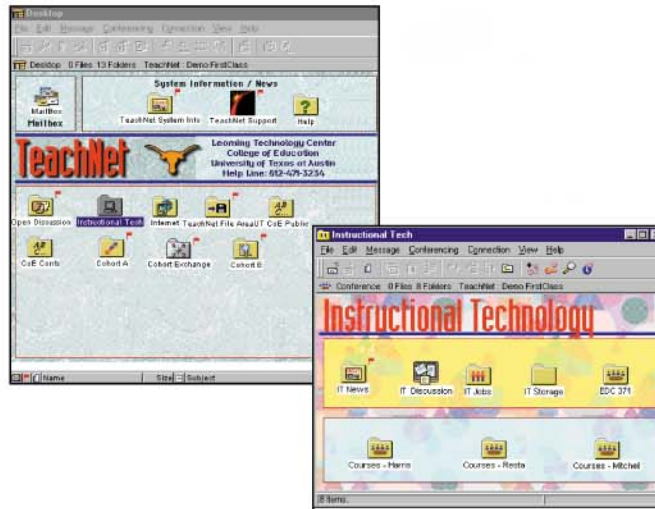 Desktop
File Edit Message Conferencing Connection View Help
Desktop 0 Files 13 Folders TeachNet : Demo FirstClass
System Information / News
MailBox
Mailbox
TeachNet System Info TeachNet Support Help
TeachNet
Learning Technology Center
College of Education
University of Texas at Austin
Help Line: 512-471-3234
Open Discussion Instructional Tech Internet TeachNet File Area UT CoE Public
CoE Confs Cohort A Cohort Exchange Cohort B
Name Size Subject
Instructional Tech
File Edit Message Conferencing Connection View Help
Conference 0 Files 8 Folders TeachNet : Demo FirstClass
Instructional Technology
IT News IT Discussion IT Jobs IT Storage EDC 371
Courses - Harris Courses - Resta Courses - Mitchell
8 items.